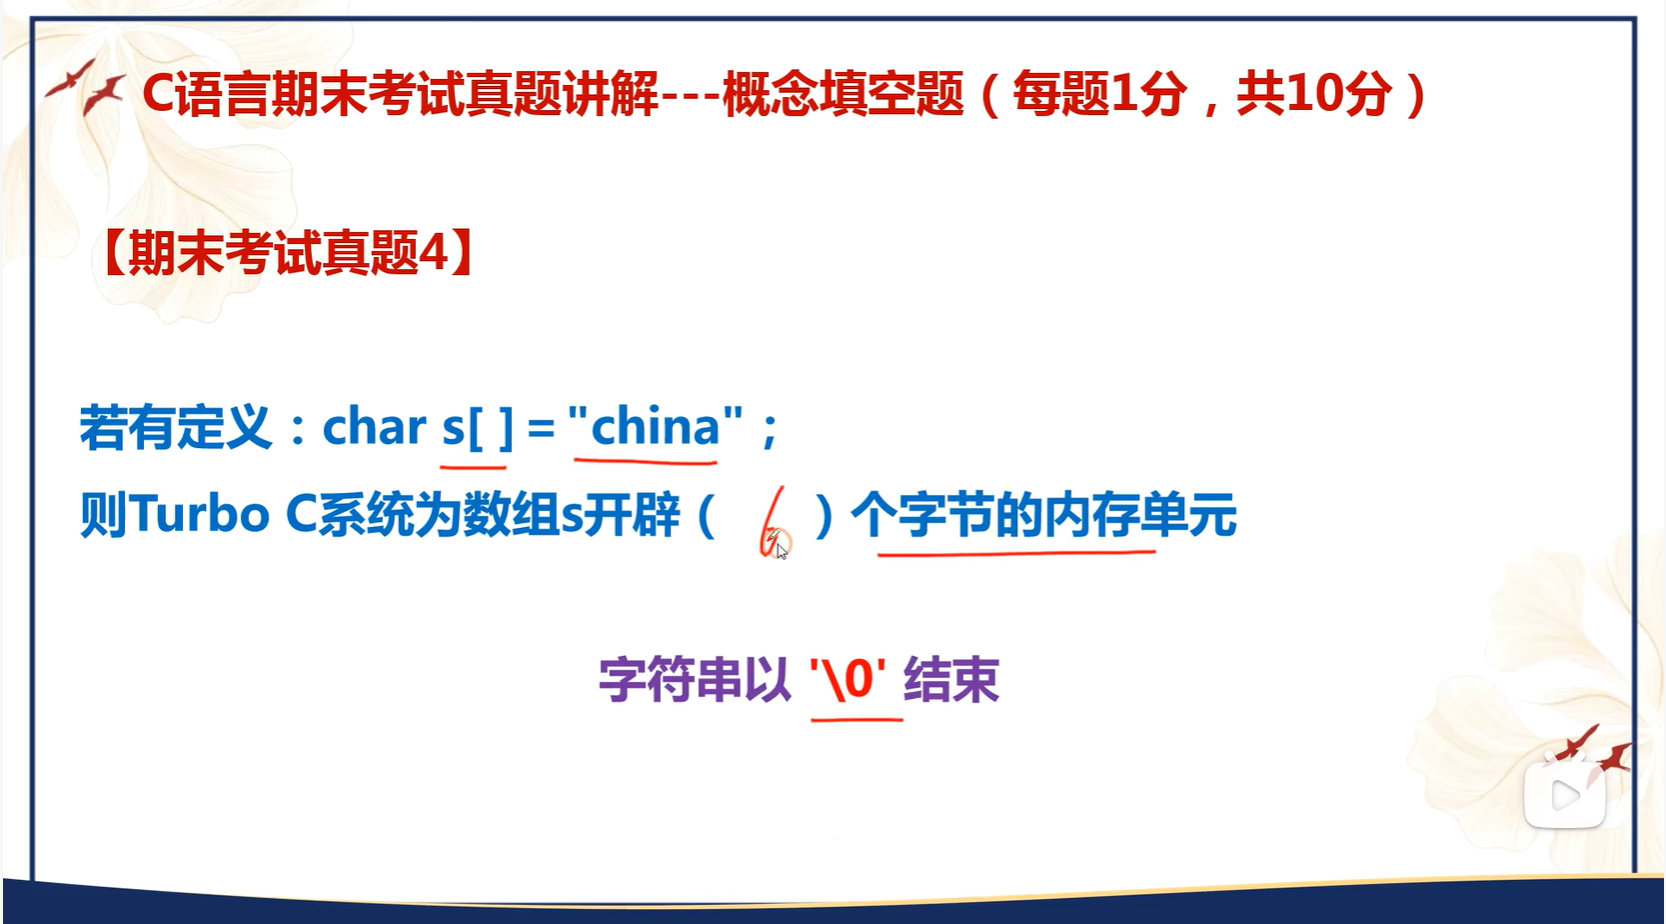 C语言期末考试真题讲解---概念填空题（每题1分，共10分）
【期末考试真题4】
若有定义：char s[ ] = "china" ;
则Turbo C系统为数组s开辟（ 6 ）个字节的内存单元
字符串以 '\0' 结束